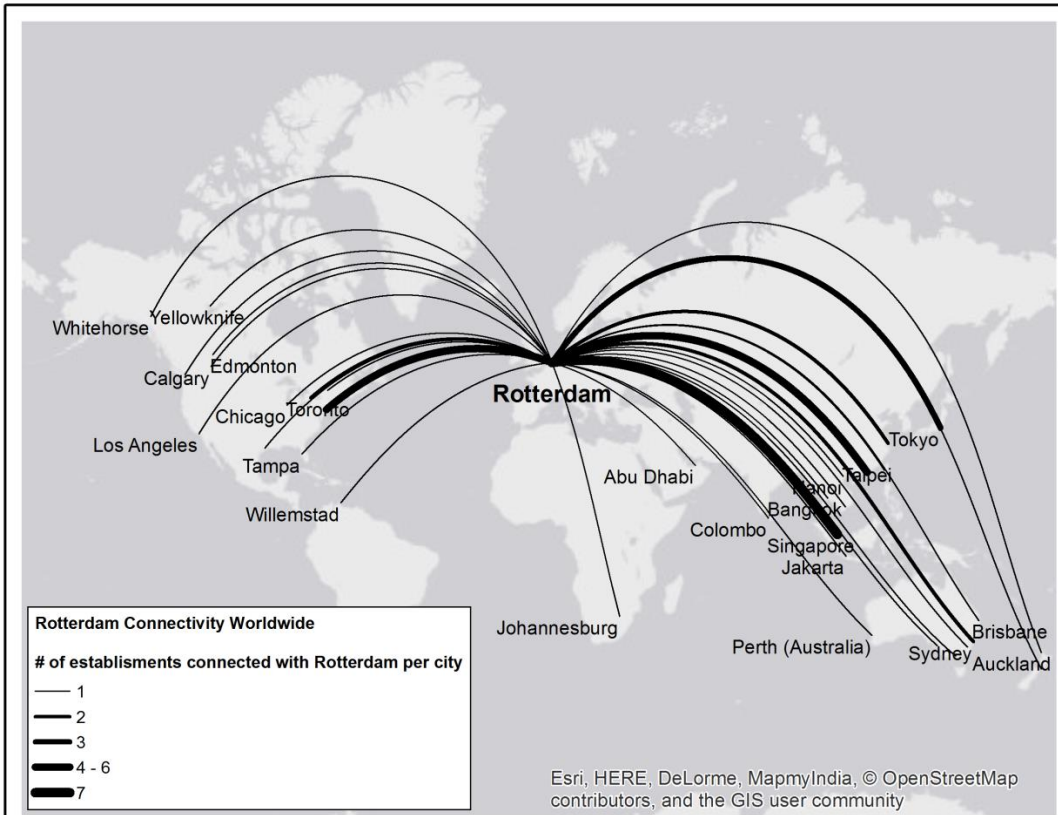 Whitehorse
Yellowknife
Edmonton
Calgary
Chicago
Toronto
Los Angeles
Tampa
Willemstad
Rotterdam
Abu Dhabi
Tokyo
Taipei
Hanoi
Bangkok
Colombo
Singapore
Jakarta
Johannesburg
Perth (Australia)
Brisbane
Sydney
Auckland
Rotterdam Connectivity Worldwide
# of establisments connected with Rotterdam per city
1
2
3
4 - 6
7
Esri, HERE, DeLorme, MapmyIndia, © OpenStreetMap
contributors, and the GIS user community